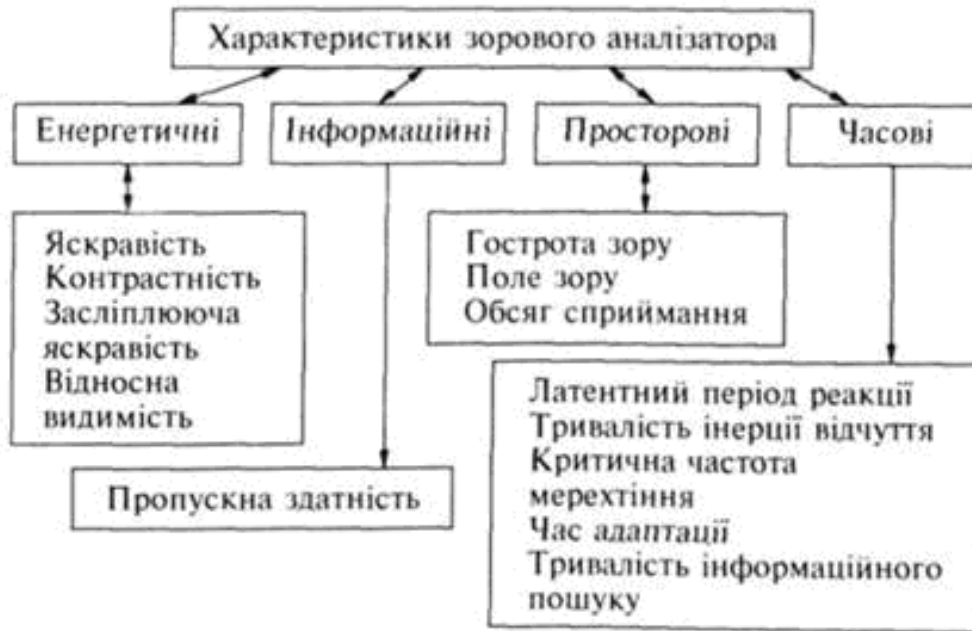 Характеристики зорового аналізатора
Енергетичні
Інформаційні
Просторові
Часові
Яскравість
Контрастність
Засліплююча
яскравість
Відносна
видимість
Гострота зору
Поле зору
Обсяг сприймання
Латентний період реакції
Тривалість інерції відчуття
Критична частота
мерехтіння
Час адаптації
Тривалість інформаційного
пошуку
Пропускна здатність